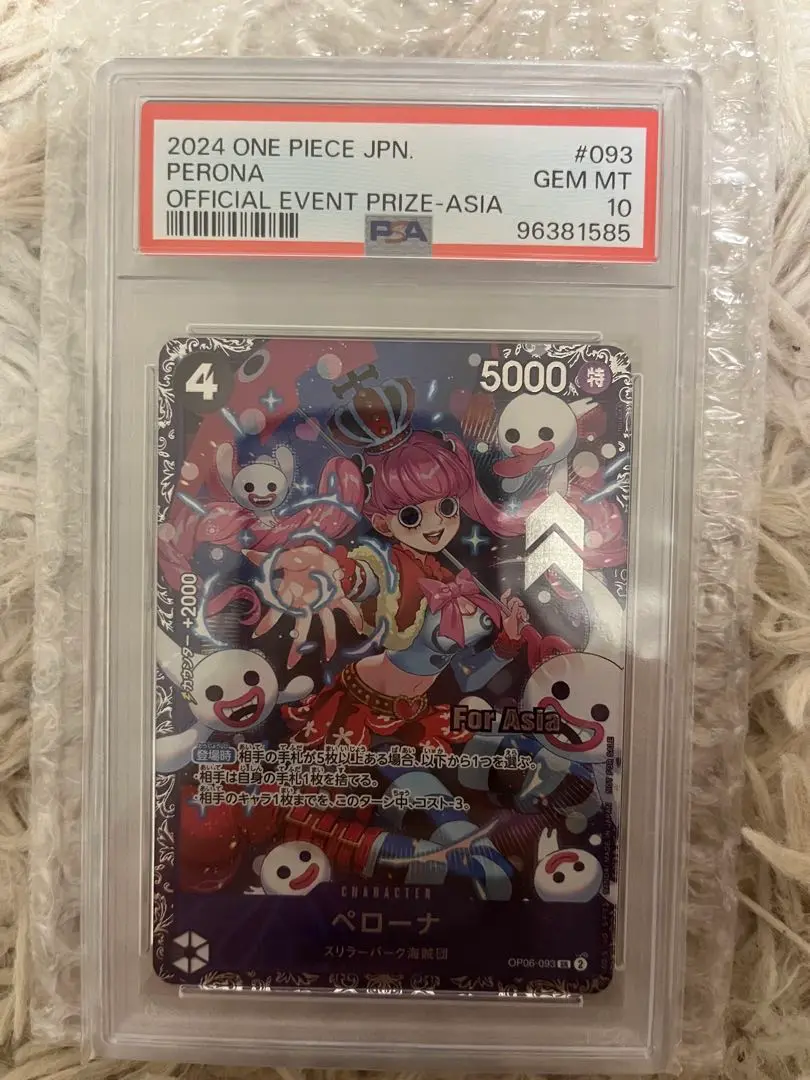 2024 ONE PIECE JPN.
#093
PERONA
GEM MT
OFFICIAL EVENT PRIZE-ASIA
10
PSA
96381585
4
5000
特
カウンター +2000
For Asia
登場時 相手の手札が5枚以上ある場合、以下から1つを選ぶ。
・相手は自身の手札1枚を捨てる。
・相手のキャラ1枚までを、このターン中、コスト-3。
NOT FOR SALE
CHARACTER
ペローナ
スリラーバーク海賊団
OP06-093 2